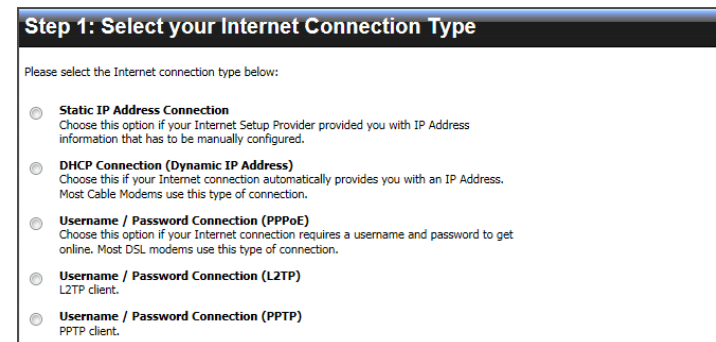 Step 1: Select your Internet Connection Type
Please select the Internet connection type below:
Static IP Address Connection
Choose this option if your Internet Setup Provider provided you with IP Address
information that has to be manually configured.
DHCP Connection (Dynamic IP Address)
Choose this if your Internet connection automatically provides you with an IP Address.
Most Cable Modems use this type of connection.
Username / Password Connection (PPPoE)
Choose this option if your Internet connection requires a username and password to get
online. Most DSL modems use this type of connection.
Username / Password Connection (L2TP)
L2TP client.
Username / Password Connection (PPTP)
PPTP client.